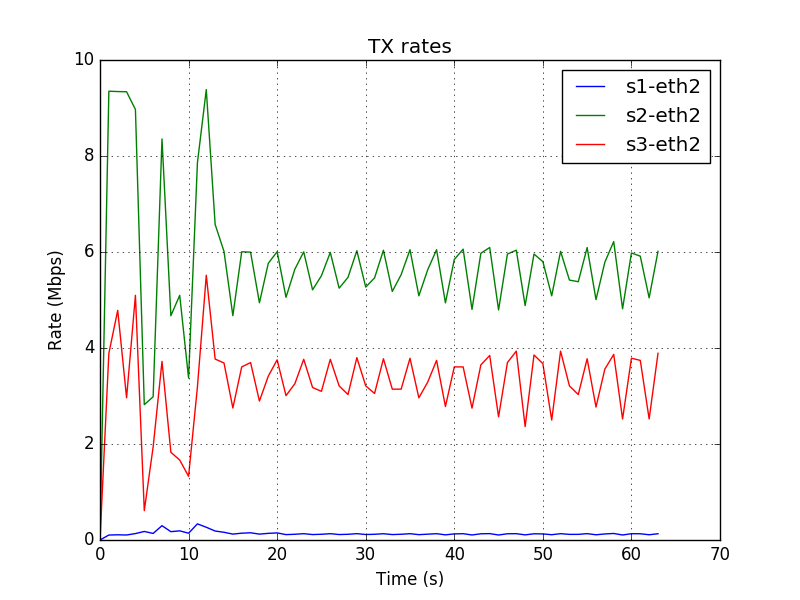 TX rates
10
8
6
4
2
0
Rate (Mbps)
s1-eth2
s2-eth2
s3-eth2
0 10 20 30 40 50 60 70
Time (s)